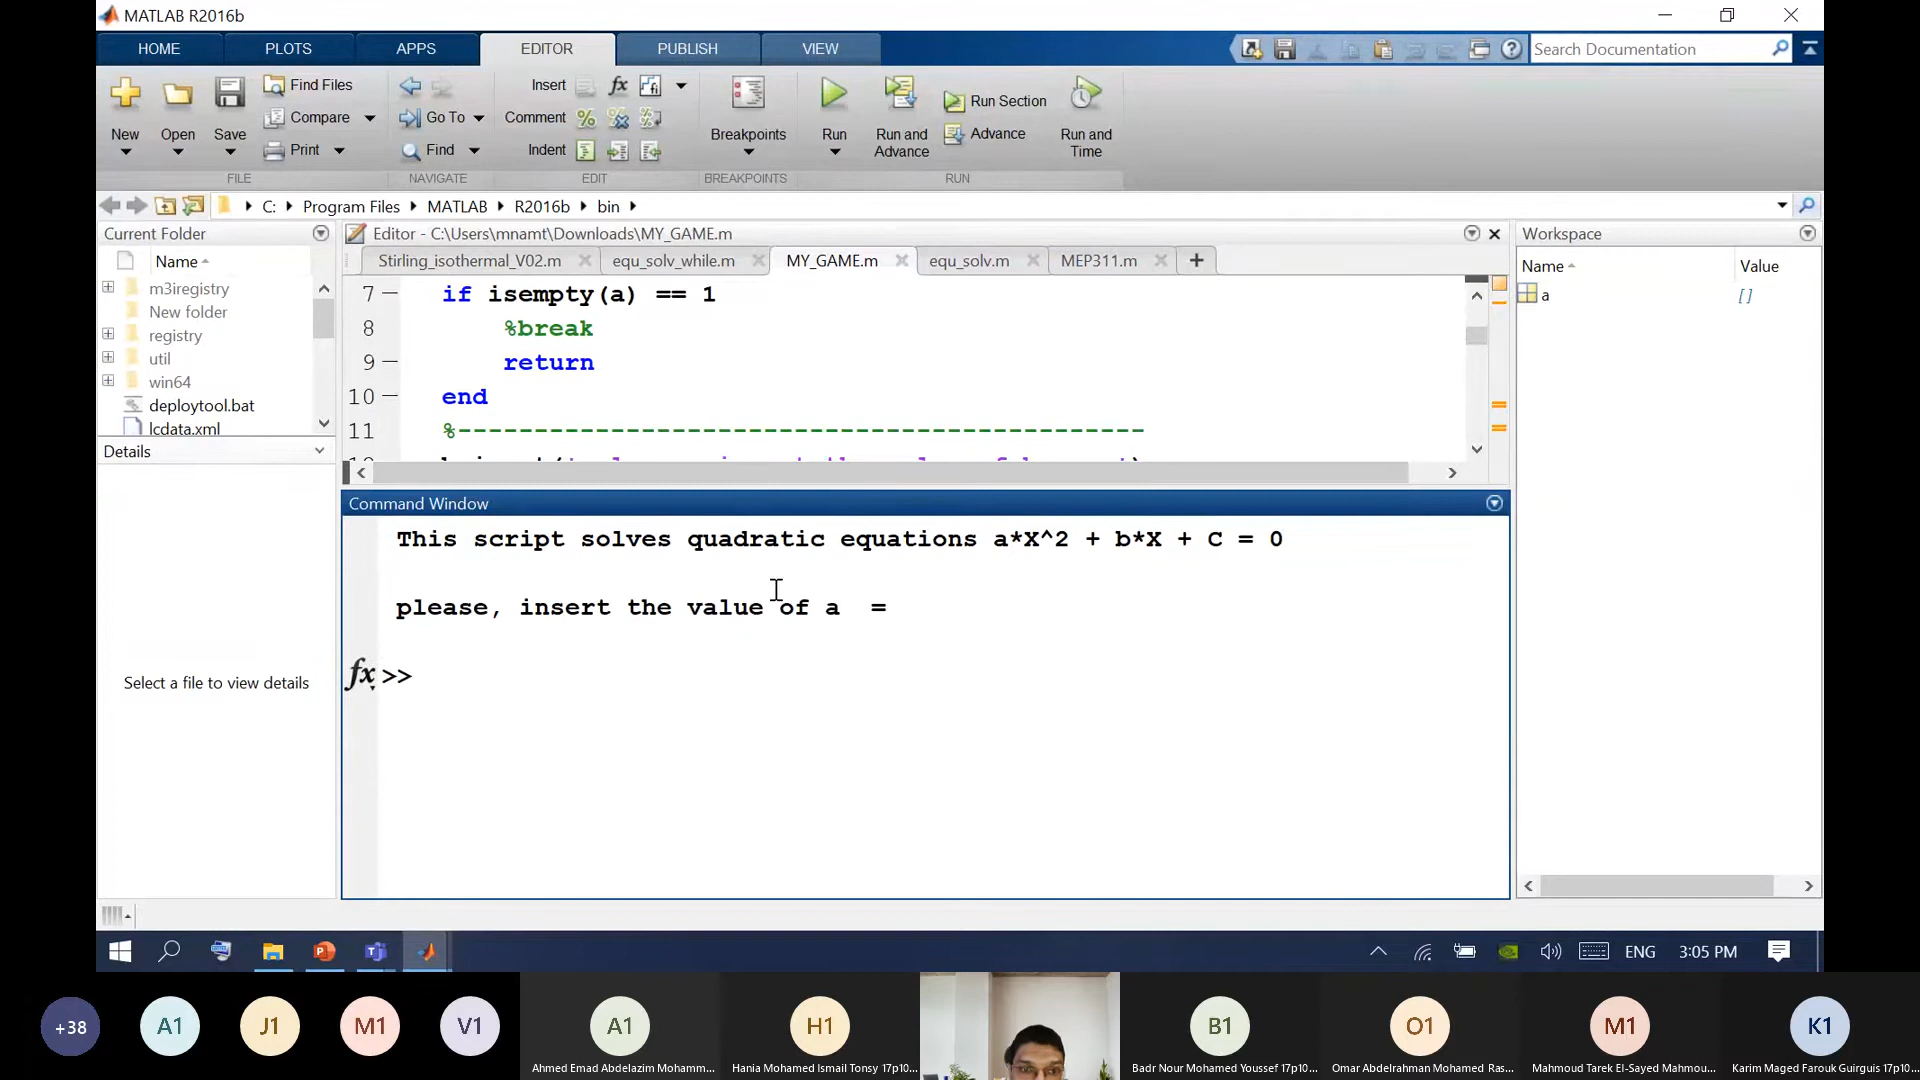 MATLAB R2016b
HOME
PLOTS
APPS
EDITOR
PUBLISH
VIEW
Search Documentation
New
Open
Save
Find Files
Compare
Print
Go To
Find
Insert
fx
Comment
Indent
Breakpoints
Run
Run and
Advance
Run Section
Advance
Run and
Time
FILE
NAVIGATE
EDIT
BREAKPOINTS
RUN
C: Program Files MATLAB R2016b bin
Current Folder
Name
m3iregistry
New folder
registry
util
win64
deploytool.bat
lcdata.xml
Details
Select a file to view details
Editor - C:\Users\mnamt\Downloads\MY_GAME.m
Stirling_isothermal_V02.m
equ_solv_while.m
MY_GAME.m
equ_solv.m
MEP311.m
7 - if isempty(a) == 1
8 %break
9 - return
10 - end
11 %---------------------------------------------
Command Window
This script solves quadratic equations a*X^2 + b*X + C = 0
please, insert the value of a =
fx >>
Workspace
Name
Value
a
[]
ENG
3:05 PM
+38
A1
J1
M1
V1
A1
Ahmed Emad Abdelazim Mohamm...
H1
Hania Mohamed Ismail Tonsy 17p10...
B1
Badr Nour Mohamed Youssef 17p10...
O1
Omar Abdelrahman Mohamed Ras...
M1
Mahmoud Tarek El-Sayed Mahmou...
K1
Karim Maged Farouk Guirguis 17p10...